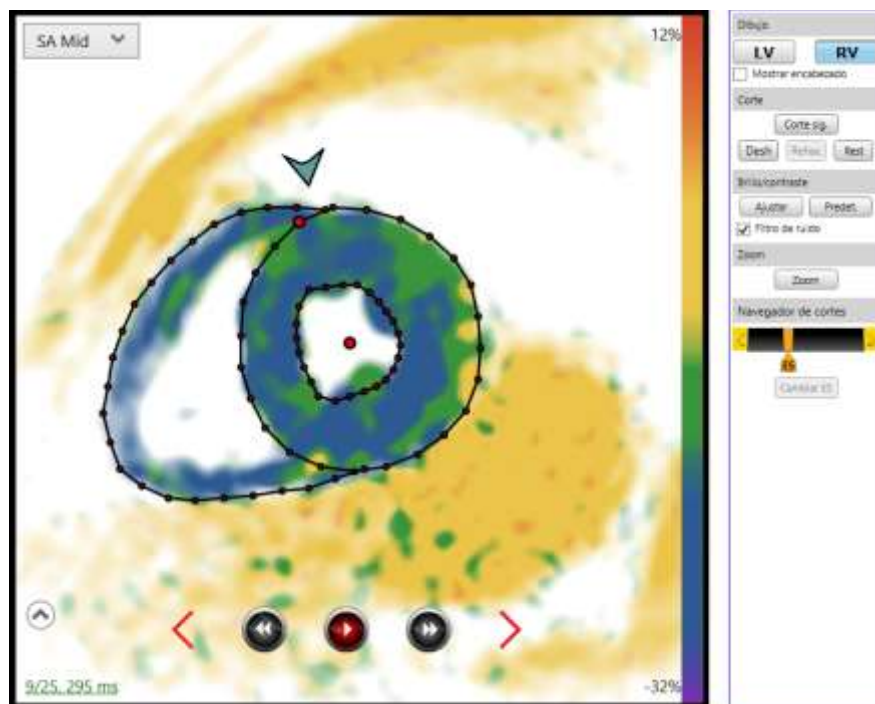 SA Mid
12%
9/25, 295 ms
-32%
Dibujo
LV RV
Mostrar encabezado
Corte
Corte sig.
Desh Rehac Rest
Brillo/contraste
Ajustar Predet.
Filtro de ruido
Zoom
Zoom
Navegador de cortes
ES
Cambiar ES